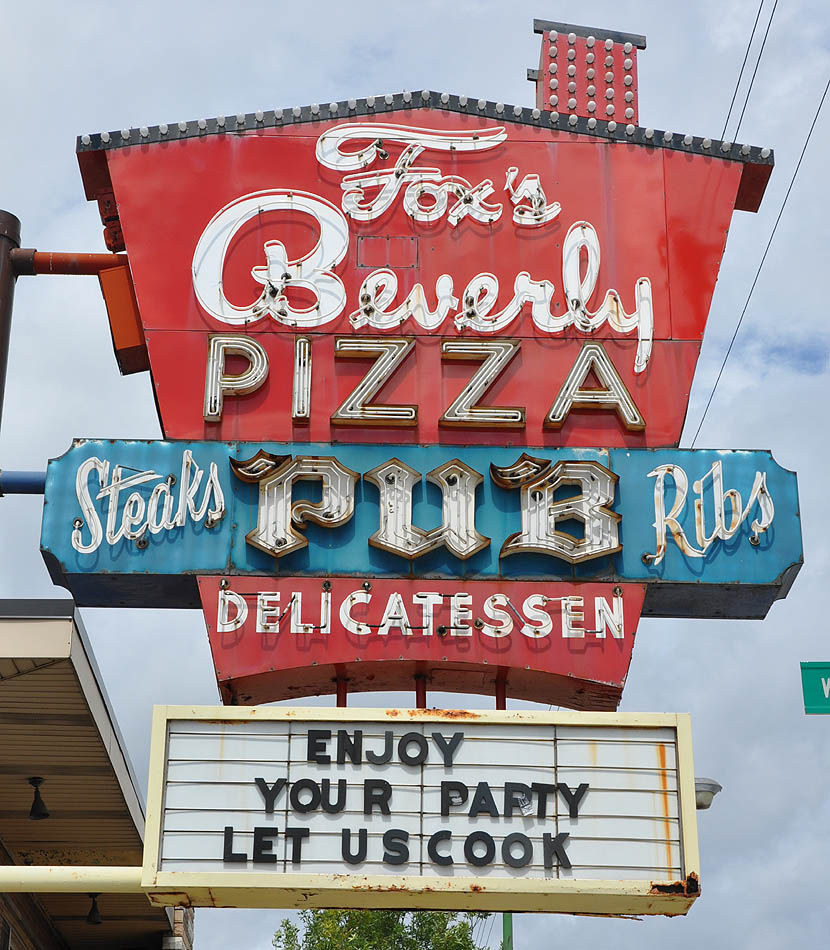 Fox's
Beverly
PIZZA
Steaks PUB Ribs
DELICATESSEN
ENJOY
YOUR PARTY
LET US COOK
W